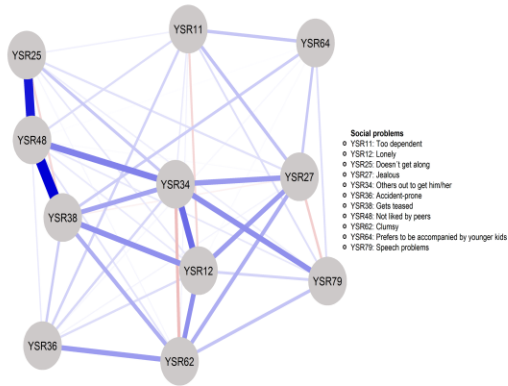 YSR11
YSR64
YSR25
YSR48
YSR34
YSR27
YSR38
YSR12
YSR79
YSR36
YSR62
Social problems
YSR11: Too dependent
YSR12: Lonely
YSR25: Doesn´t get along
YSR27: Jealous
YSR34: Others out to get him/her
YSR36: Accident-prone
YSR38: Gets teased
YSR48: Not liked by peers
YSR62: Clumsy
YSR64: Prefers to be accompanied by younger kids
YSR79: Speech problems